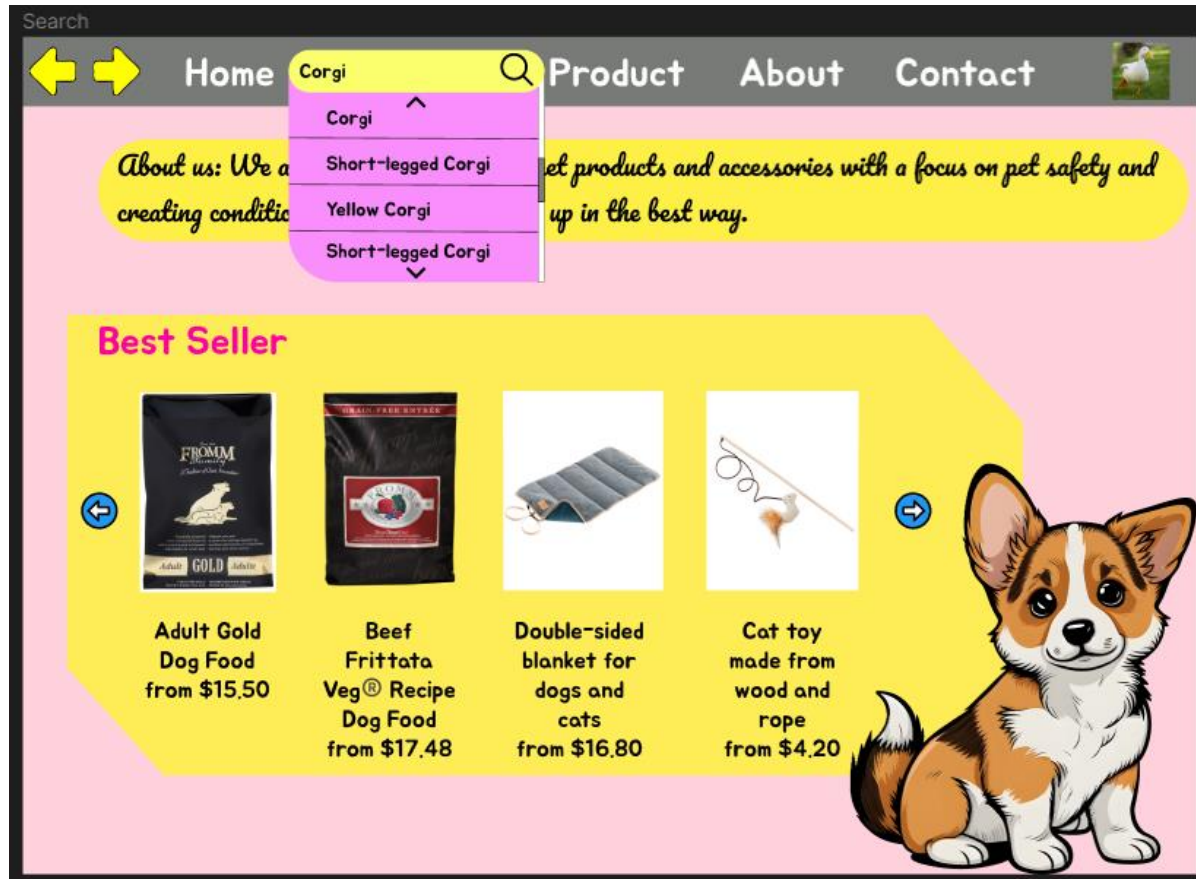 Search
Home
Corgi
Product
About
Contact
Corgi
Short-legged Corgi
Yellow Corgi
Short-legged Corgi
About us: We a et products and accessories with a focus on pet safety and
creating conditio up in the best way.
Best Seller
FROMM
Adult GOLD Adulte
GRAIN-FREE ENTRÉE
FROMM
Adult Gold
Dog Food
from $15.50
Beef
Frittata
Veg® Recipe
Dog Food
from $17.48
Double-sided
blanket for
dogs and
cats
from $16.80
Cat toy
made from
wood and
rope
from $4.20